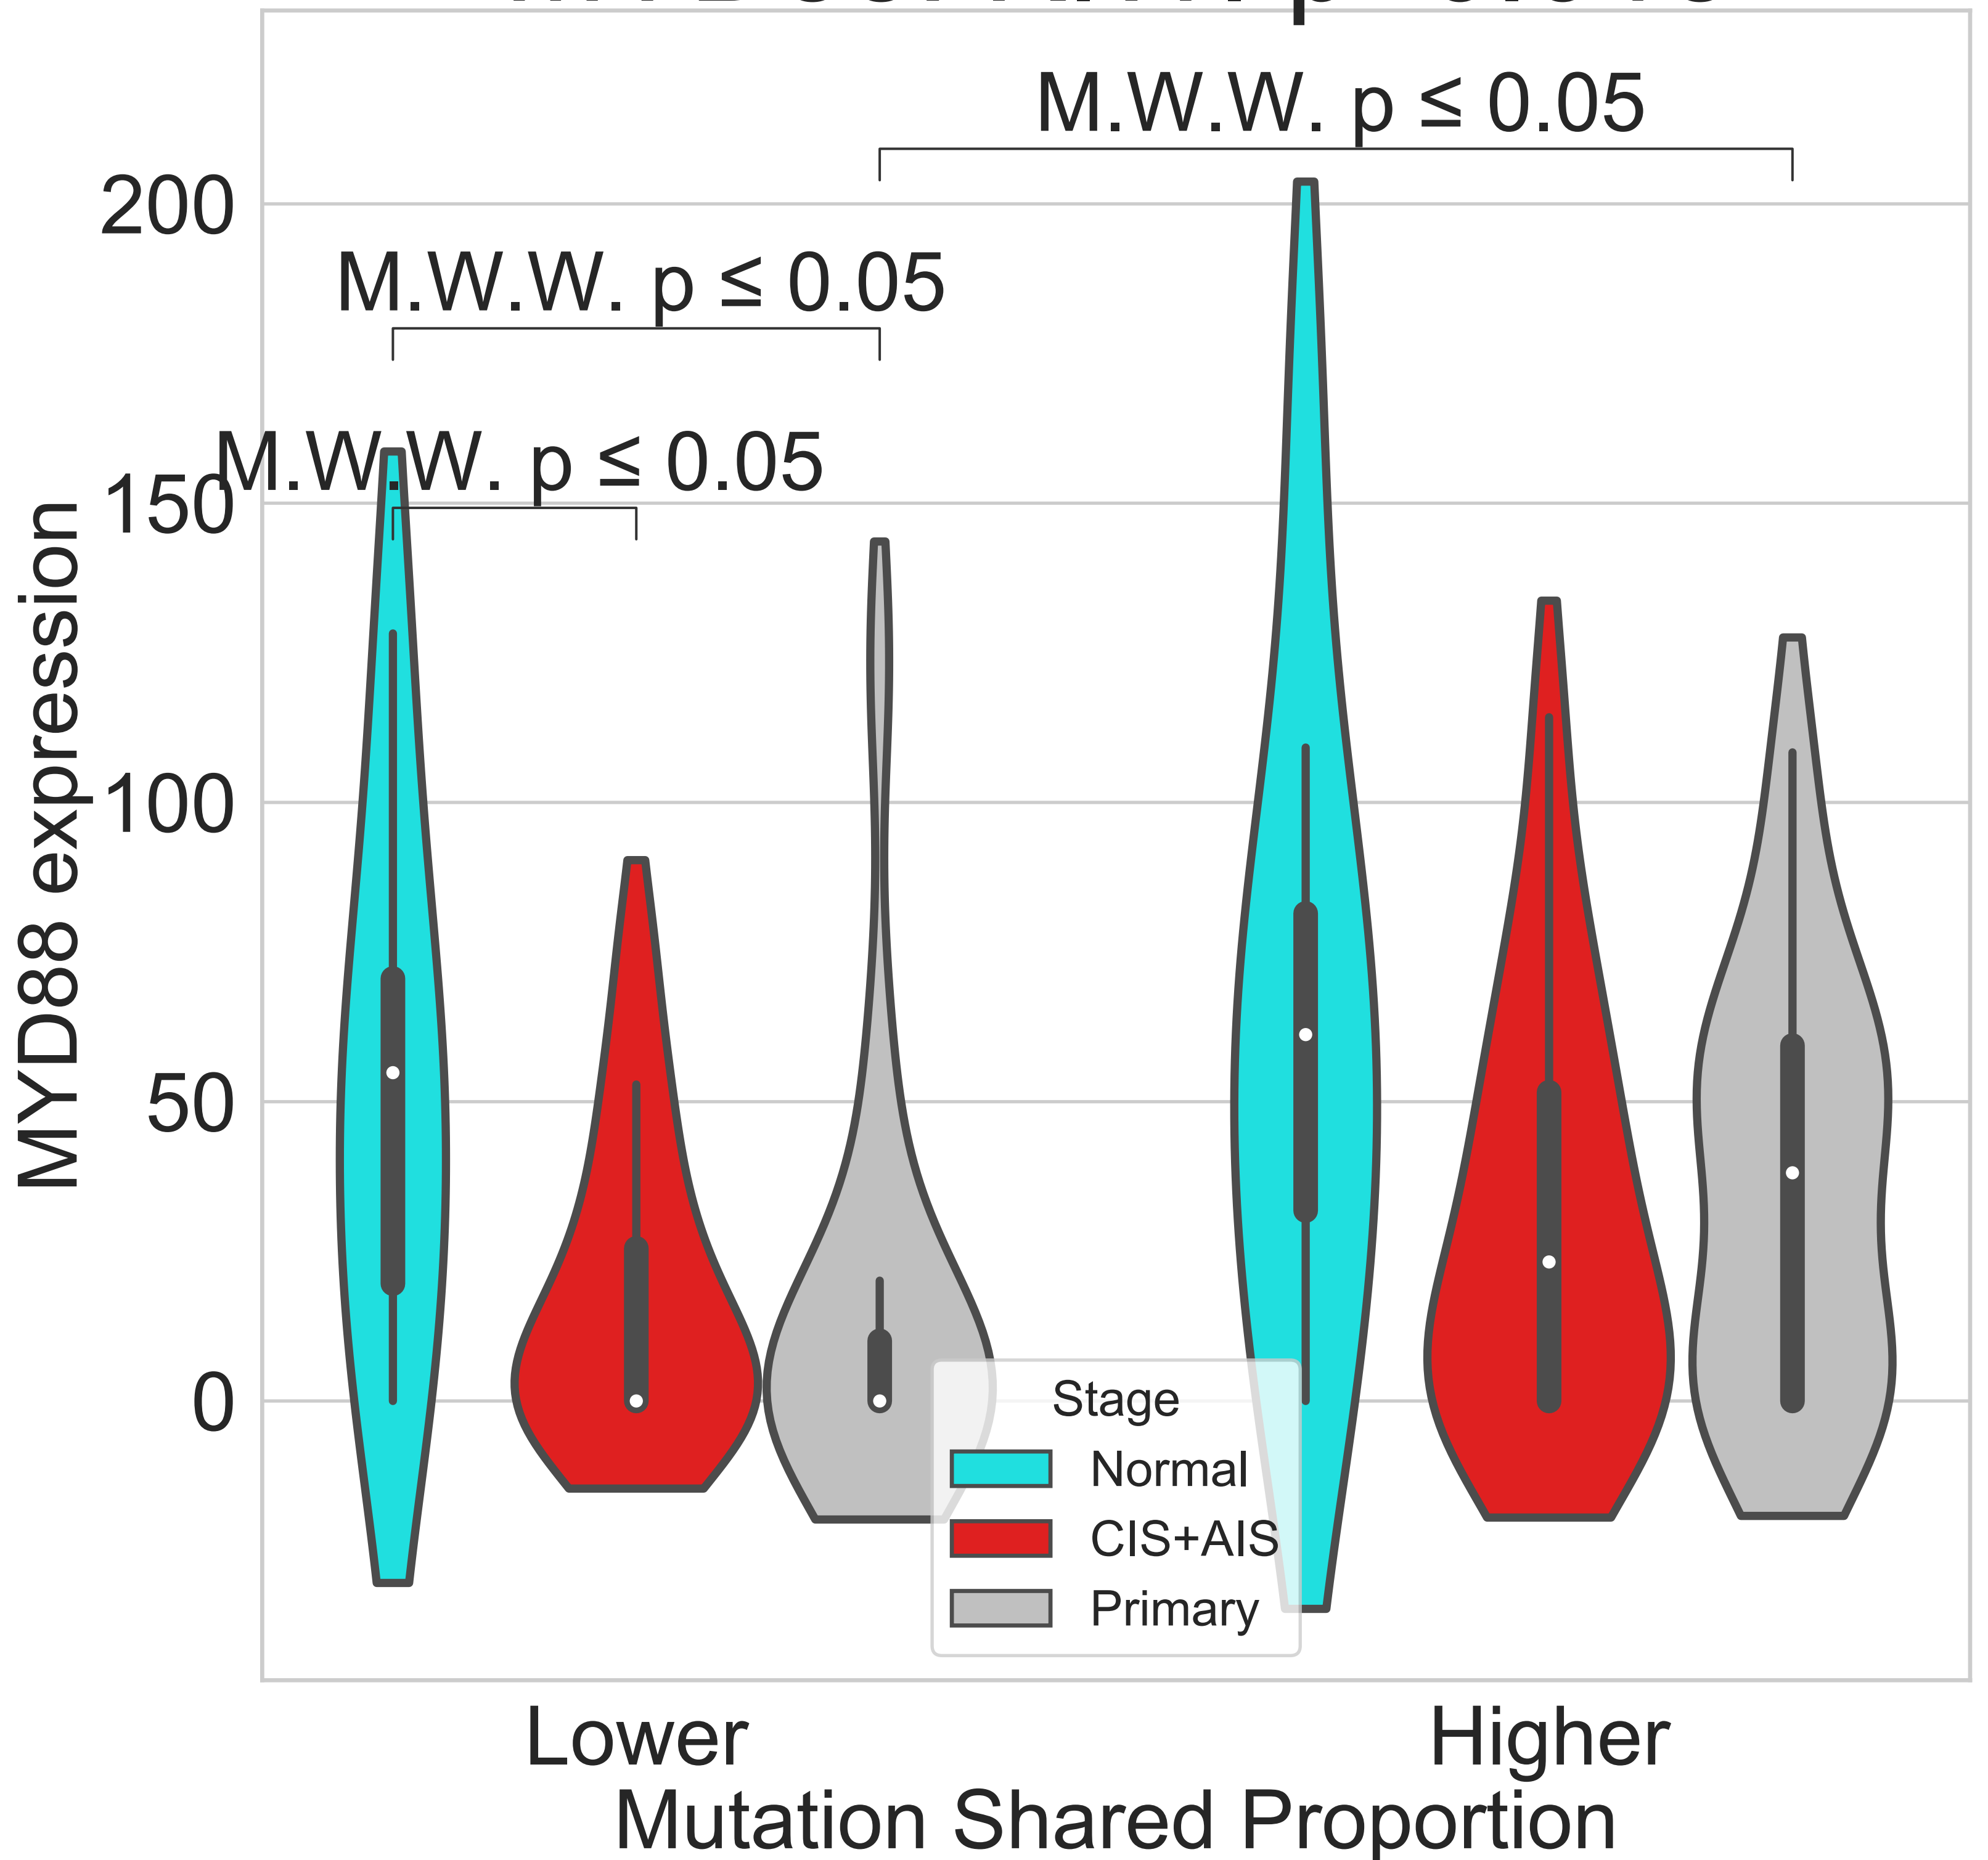 M.W.W. p ≤ 0.05
200
M.W.W. p ≤ 0.05
M.W.W. p ≤ 0.05
150
100
50
0
MYD88 expression
Stage
Normal
CIS+AIS
Primary
Lower
Higher
Mutation Shared Proportion